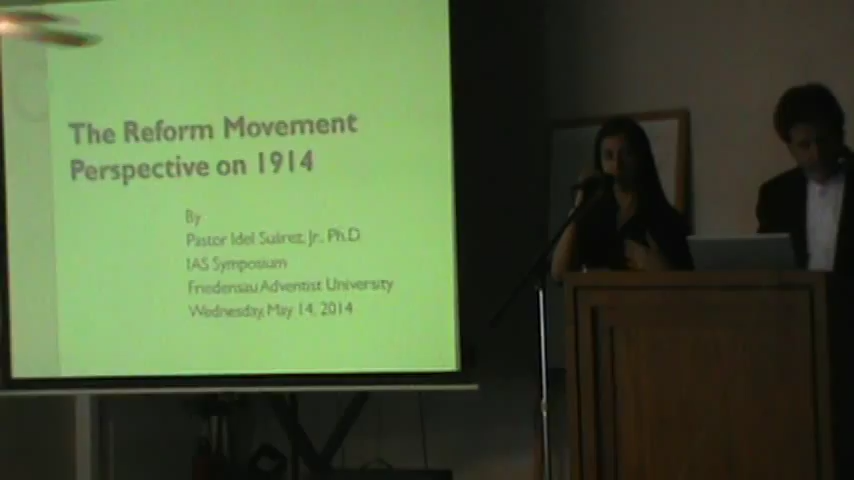 The Reform Movement
Perspective on 1914
By
Pastor Idel Suárez, Jr., Ph.D.
IAS Symposium
Friedensau Adventist University
Wednesday, May 14, 2014